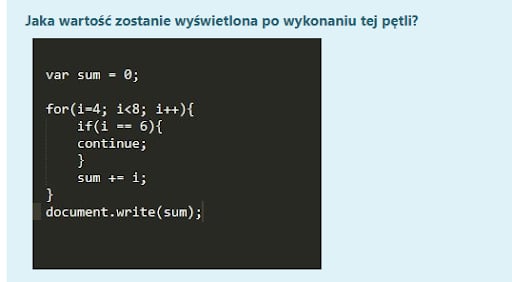 Jaka wartość zostanie wyświetlona po wykonaniu tej pętli?
var sum = 0;
for(i=4; i<8; i++){
if(i == 6){
continue;
}
sum += i;
}
document.write(sum);